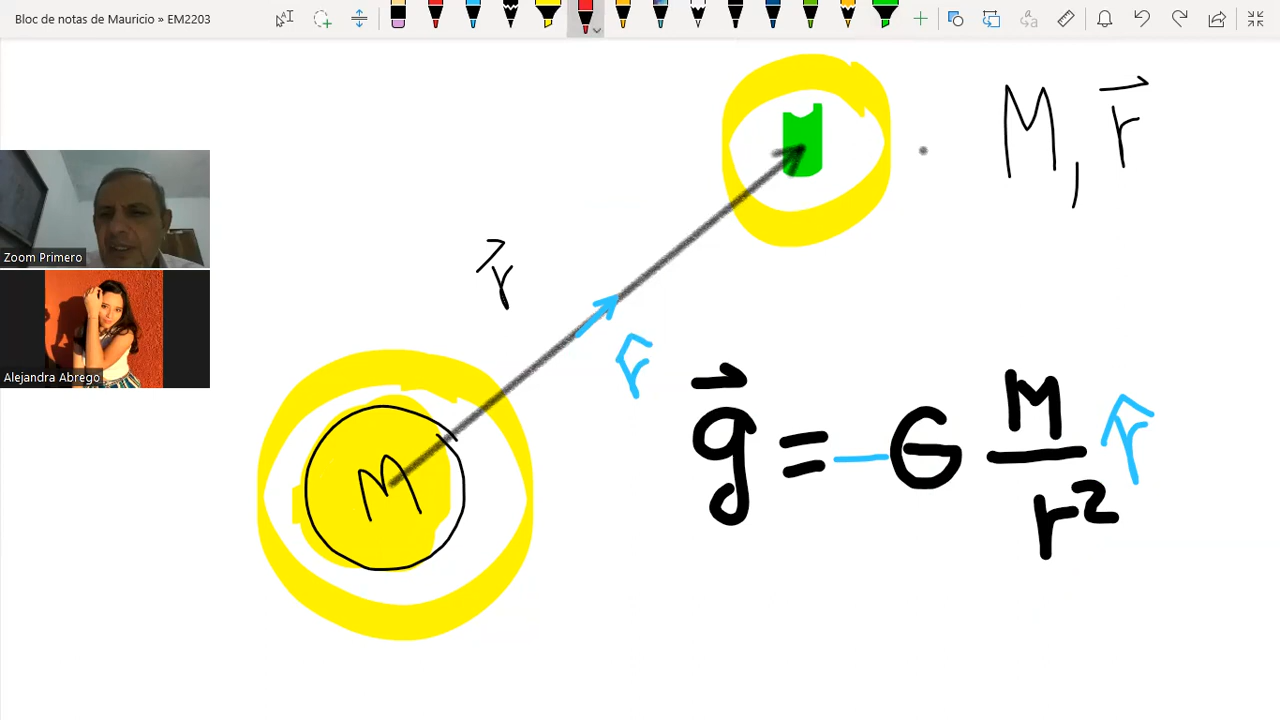 Bloc de notas de Mauricio » EM2203
M, r⃗
Zoom Primero
r⃗
r̂
Alejandra Abrego
g⃗ = -G M/r² r̂
M